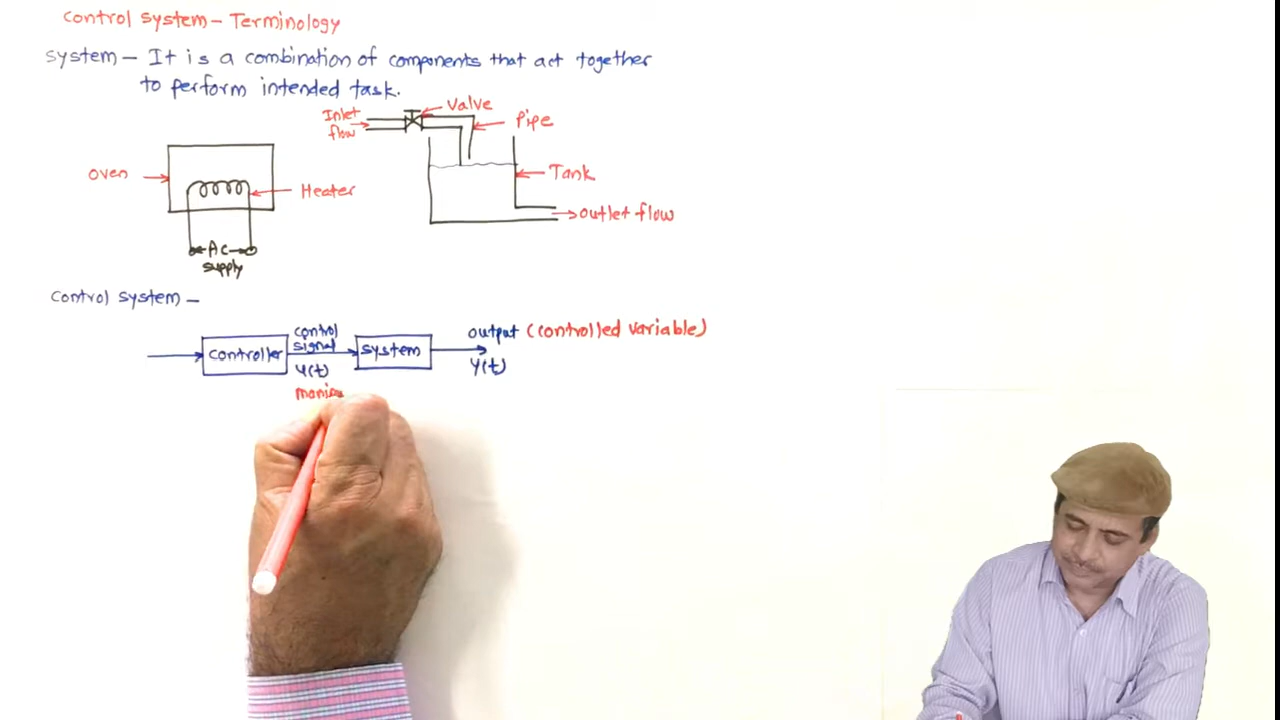 Control system - Terminology
system - It is a combination of components that act together
to perform intended task.
Inlet
flow
Valve
Pipe
oven
Heater
Tank
outlet flow
AC
supply
Control system -
Controller
control
signal
u(t)
system
output (controlled variable)
y(t)